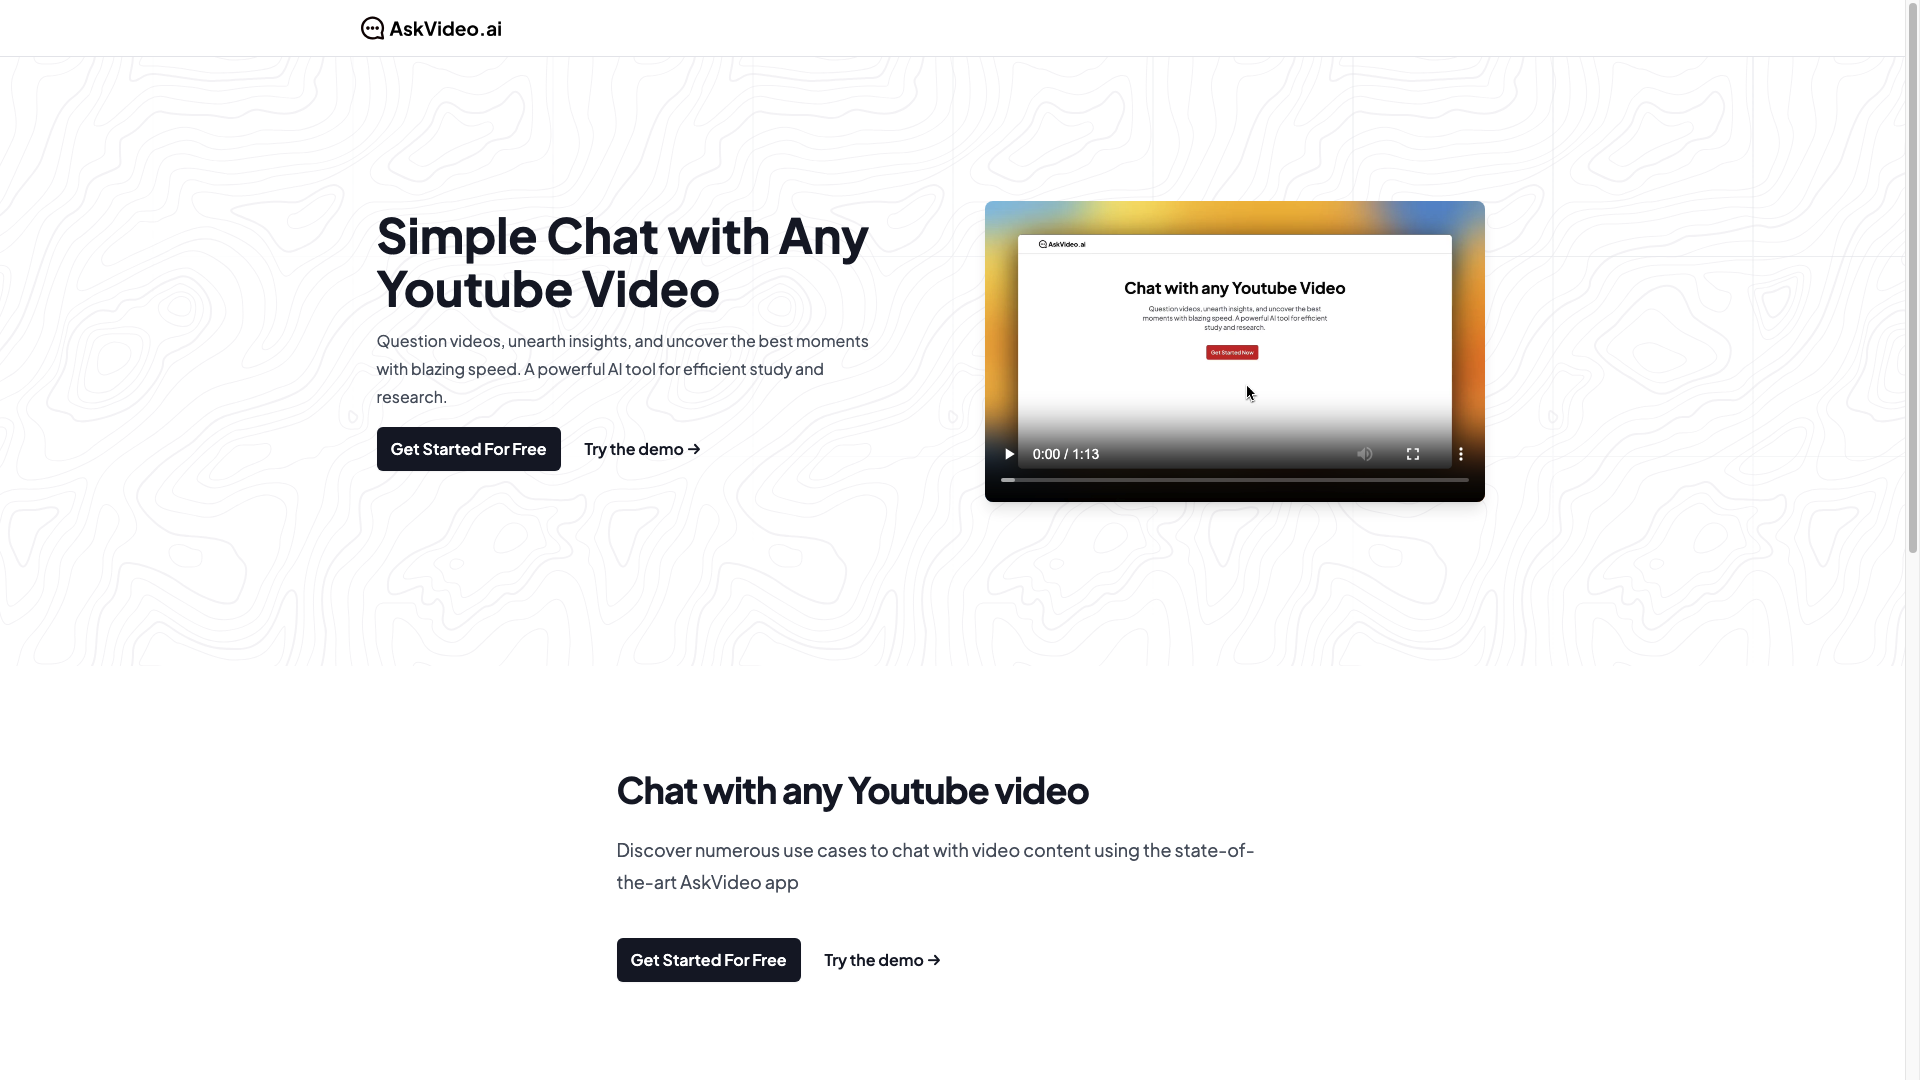 AskVideo.ai
Simple Chat with Any
Youtube Video
Question videos, unearth insights, and uncover the best moments
with blazing speed. A powerful AI tool for efficient study and
research.
Get Started For Free
Try the demo →
AskVideo.ai
Chat with any Youtube Video
Question videos, unearth insights, and uncover the best
moments with blazing speed. A powerful AI tool for efficient
study and research.
Get Started Now
0:00 / 1:13
Chat with any Youtube video
Discover numerous use cases to chat with video content using the state-of-
the-art AskVideo app
Get Started For Free
Try the demo →